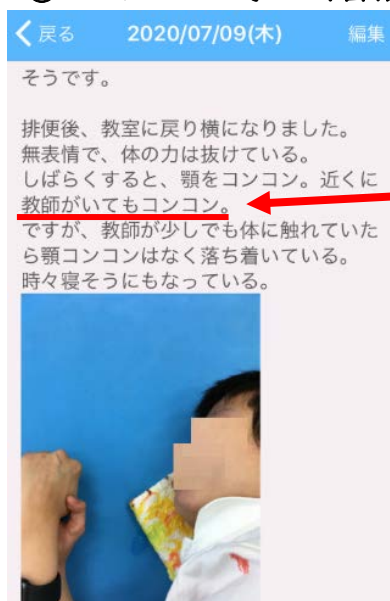 戻る 2020/07/09(木) 編集
そうです。
排便後、教室に戻り横になりました。
無表情で、体の力は抜けている。
しばらくすると、顎をコンコン。近くに
教師がいてもコンコン。
ですが、教師が少しでも体に触れていた
ら顎コンコンはなく落ち着いている。
時々寝そうにもなっている。